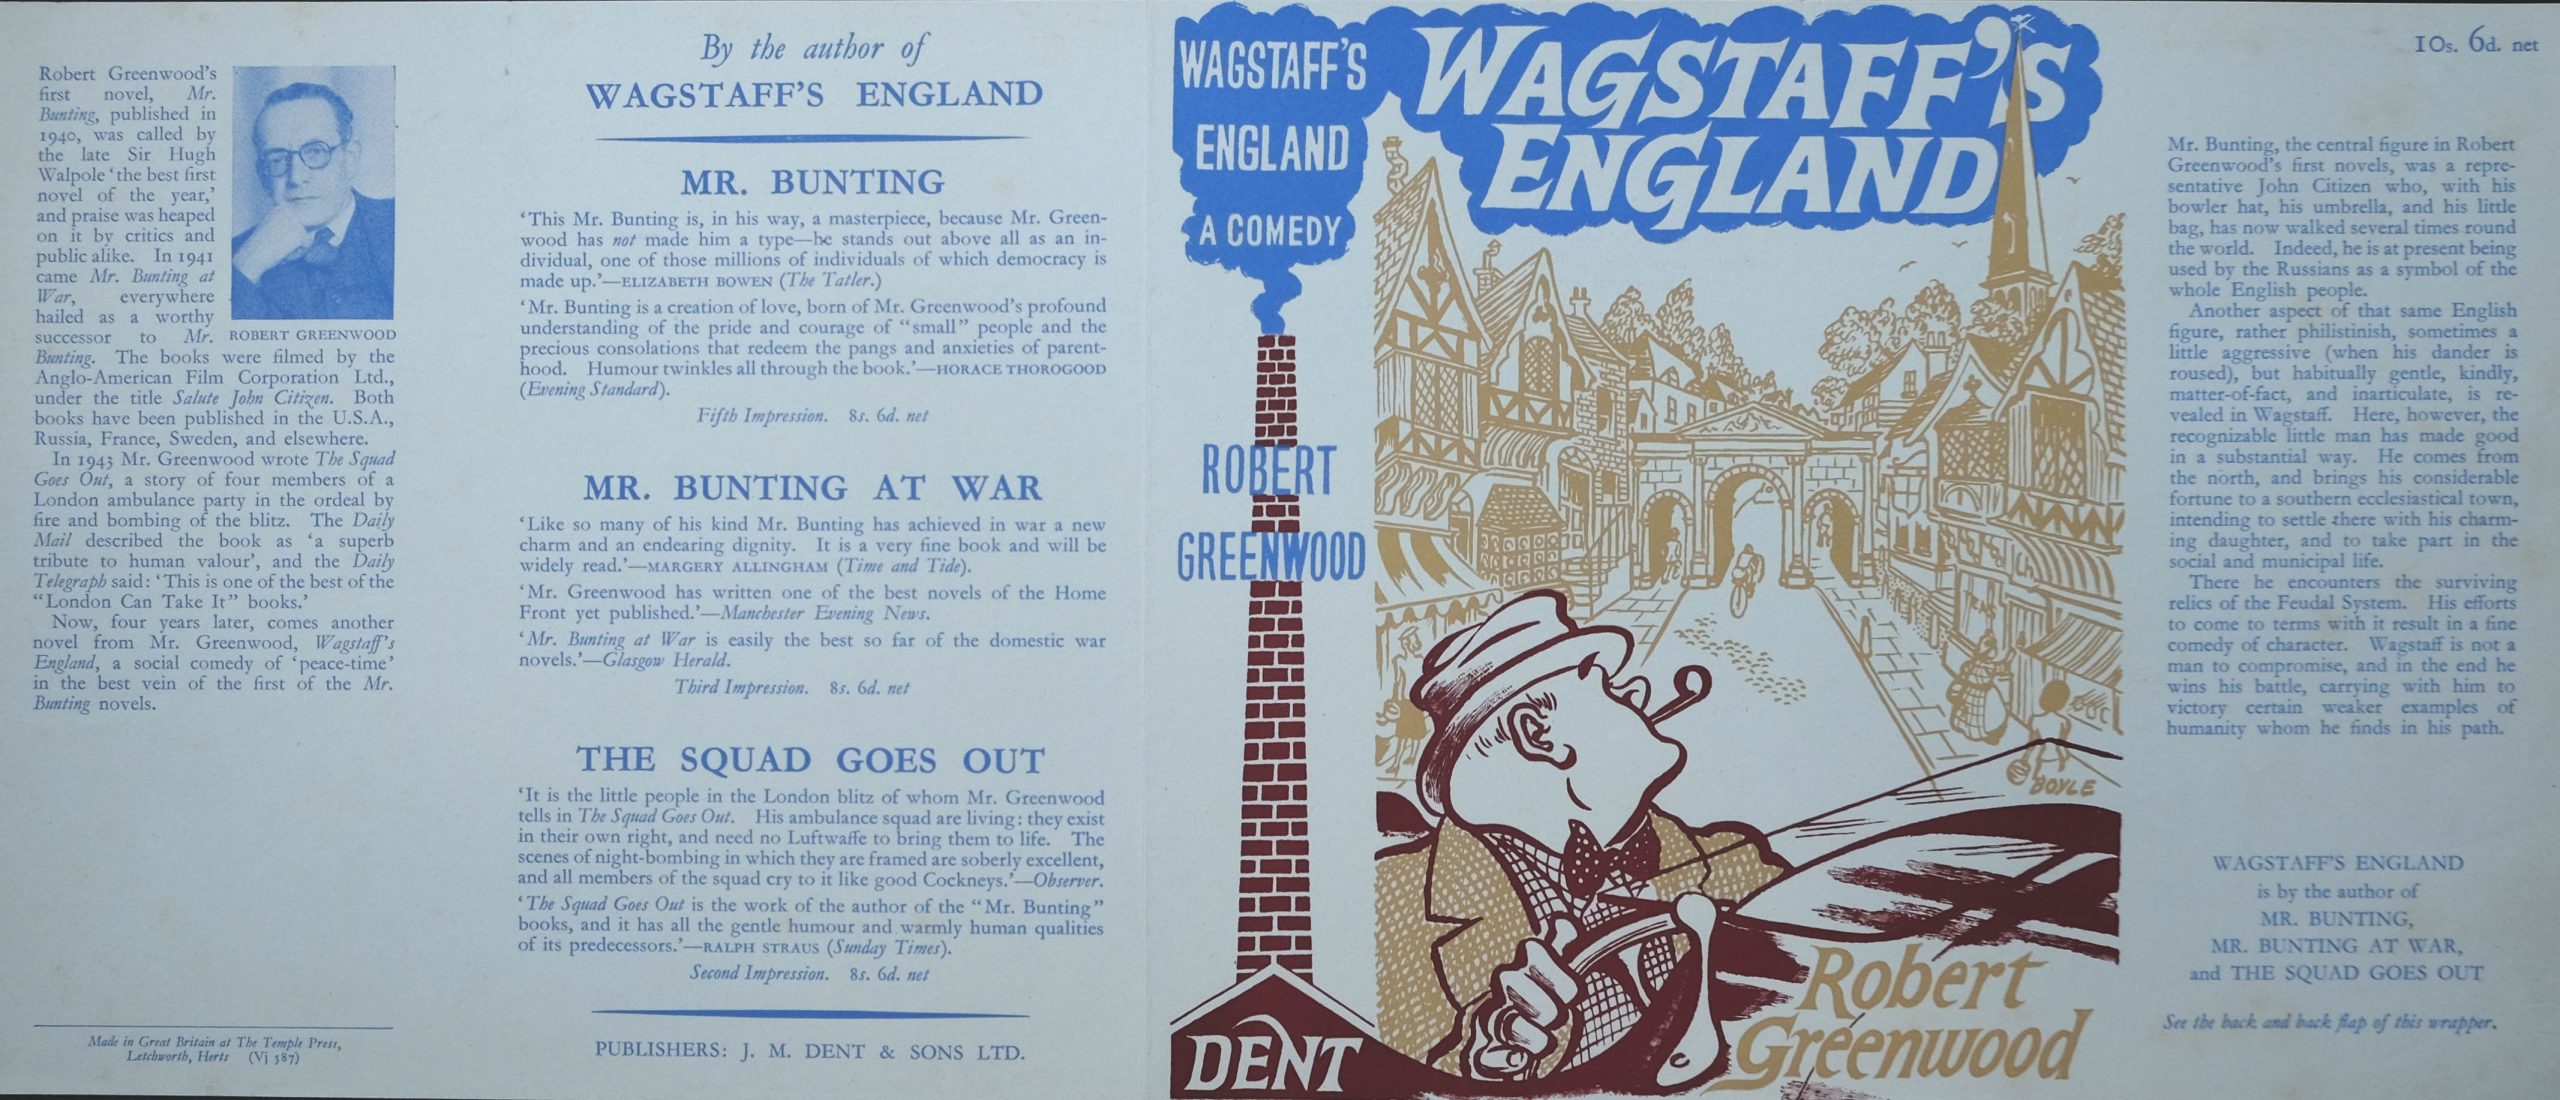 Robert Greenwood's
first novel, Mr.
Bunting, published in
1940, was called by
the late Sir Hugh
Walpole ‘the best first
novel of the year,’
and praise was heaped
on it by critics and
public alike. In 1941
came Mr. Bunting at
War, everywhere
hailed as a worthy
successor to Mr.
ROBERT GREENWOOD
Bunting. The books were filmed by the
Anglo-American Film Corporation Ltd.,
under the title Salute John Citizen. Both
books have been published in the U.S.A.,
Russia, France, Sweden, and elsewhere.
In 1943 Mr. Greenwood wrote The Squad
Goes Out, a story of four members of a
London ambulance party in the ordeal by
fire and bombing of the blitz. The Daily
Mail described the book as ‘a superb
tribute to human valour’, and the Daily
Telegraph said: ‘This is one of the best of the
“London Can Take It” books.’
Now, four years later, comes another
novel from Mr. Greenwood, Wagstaff's
England, a social comedy of ‘peace-time’
in the best vein of the first of the Mr.
Bunting novels.
Made in Great Britain at The Temple Press,
Letchworth, Herts (Vj 587)
By the author of
WAGSTAFF'S ENGLAND
MR. BUNTING
‘This Mr. Bunting is, in his way, a masterpiece, because Mr. Green-
wood has not made him a type—he stands out above all as an in-
dividual, one of those millions of individuals of which democracy is
made up.’—ELIZABETH BOWEN (The Tatler.)
‘Mr. Bunting is a creation of love, born of Mr. Greenwood's profound
understanding of the pride and courage of “small” people and the
precious consolations that redeem the pangs and anxieties of parent-
hood. Humour twinkles all through the book.’—HORACE THOROGOOD
(Evening Standard).
Fifth Impression. 8s. 6d. net
MR. BUNTING AT WAR
‘Like so many of his kind Mr. Bunting has achieved in war a new
charm and an endearing dignity. It is a very fine book and will be
widely read.’—MARGERY ALLINGHAM (Time and Tide).
‘Mr. Greenwood has written one of the best novels of the Home
Front yet published.’—Manchester Evening News.
‘Mr. Bunting at War is easily the best so far of the domestic war
novels.’—Glasgow Herald.
Third Impression. 8s. 6d. net
THE SQUAD GOES OUT
‘It is the little people in the London blitz of whom Mr. Greenwood
tells in The Squad Goes Out. His ambulance squad are living: they exist
in their own right, and need no Luftwaffe to bring them to life. The
scenes of night-bombing in which they are framed are soberly excellent,
and all members of the squad cry to it like good Cockneys.’—Observer.
‘The Squad Goes Out is the work of the author of the “Mr. Bunting”
books, and it has all the gentle humour and warmly human qualities
of its predecessors.’—RALPH STRAUS (Sunday Times).
Second Impression. 8s. 6d. net
PUBLISHERS: J. M. DENT & SONS LTD.
WAGSTAFF'S
ENGLAND
A COMEDY
ROBERT
GREENWOOD
DENT
WAGSTAFF'S
ENGLAND
TEAS
BOYLE
Robert
Greenwood
10s. 6d. net
Mr. Bunting, the central figure in Robert
Greenwood's first novels, was a repre-
sentative John Citizen who, with his
bowler hat, his umbrella, and his little
bag, has now walked several times round
the world. Indeed, he is at present being
used by the Russians as a symbol of the
whole English people.
Another aspect of that same English
figure, rather philistinish, sometimes a
little aggressive (when his dander is
roused), but habitually gentle, kindly,
matter-of-fact, and inarticulate, is re-
vealed in Wagstaff. Here, however, the
recognizable little man has made good
in a substantial way. He comes from
the north, and brings his considerable
fortune to a southern ecclesiastical town,
intending to settle there with his charm-
ing daughter, and to take part in the
social and municipal life.
There he encounters the surviving
relics of the Feudal System. His efforts
to come to terms with it result in a fine
comedy of character. Wagstaff is not a
man to compromise, and in the end he
wins his battle, carrying with him to
victory certain weaker examples of
humanity whom he finds in his path.
WAGSTAFF'S ENGLAND
is by the author of
MR. BUNTING,
MR. BUNTING AT WAR,
and THE SQUAD GOES OUT
See the back and back flap of this wrapper.